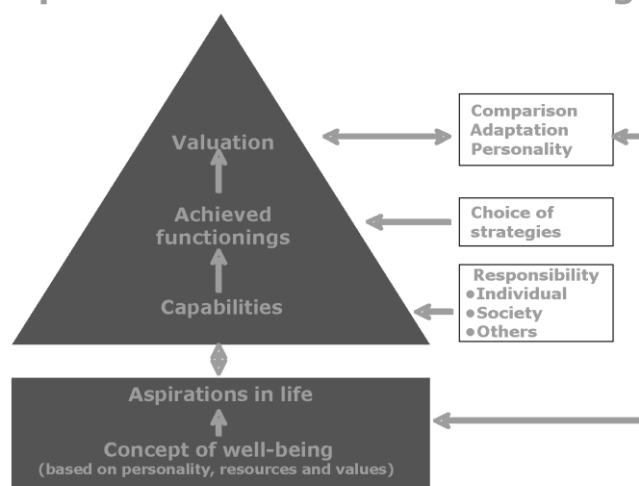 Valuation
Comparison
Adaptation
Personality
Achieved
functionings
Choice of
strategies
Capabilities
Responsibility
●Individual
●Society
●Others
Aspirations in life
Concept of well-being
(based on personality, resources and values)